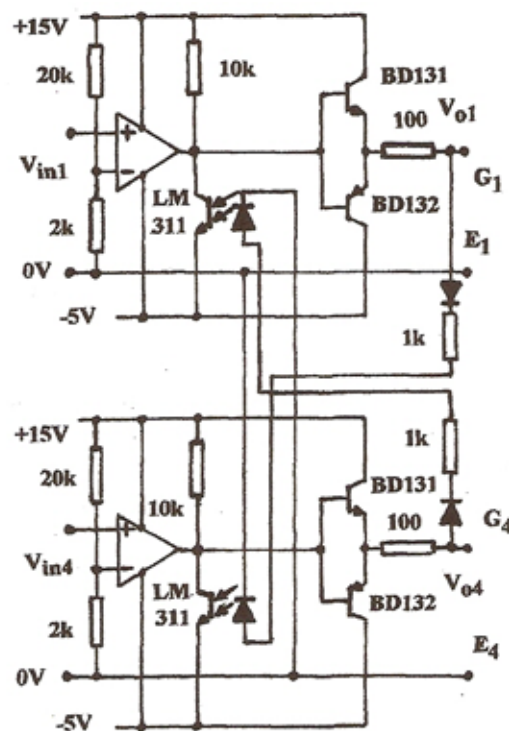 +15V
20k
10k
BD131
100
Vo1
Vin1
G1
LM
311
BD132
2k
E1
0V
-5V
1k
+15V
20k
10k
1k
BD131
100
G4
Vin4
Vo4
LM
311
BD132
2k
E4
0V
-5V